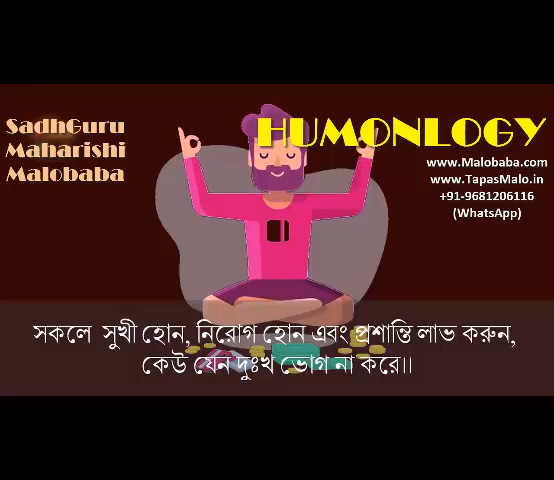 SadhGuru
Maharishi
Malobaba
HUMONLOGY
www.Malobaba.com
www.TapasMalo.in
+91-9681206116
(WhatsApp)
সকলে সুখী হোন, নিরোগ হোন এবং প্রশান্তি লাভ করুন,
কেউ যেন দুঃখ ভোগ না করে।।